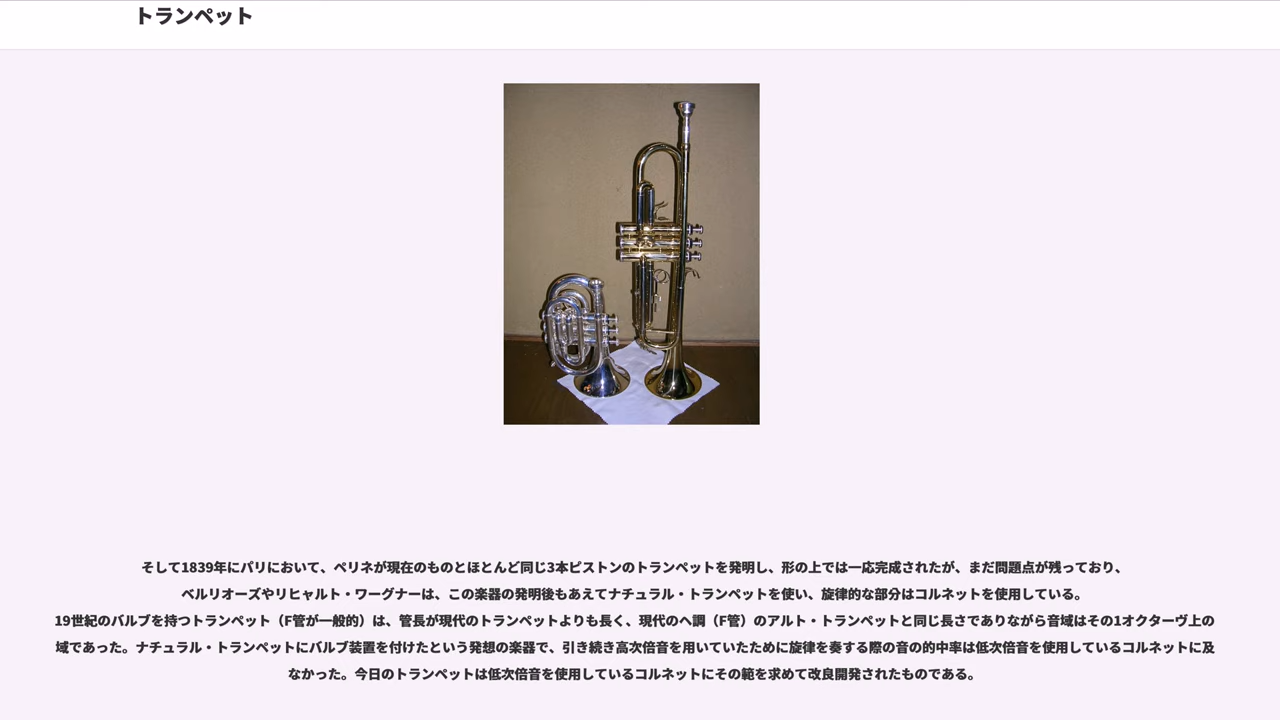 トランペット
そして1839年にパリにおいて、ペリネが現在のものとほとんど同じ3本ピストンのトランペットを発明し、形の上では一応完成されたが、まだ問題点が残っており、
ベルリオーズやリヒャルト・ワーグナーは、この楽器の発明後もあえてナチュラル・トランペットを使い、旋律的な部分はコルネットを使用している。
19世紀のバルブを持つトランペット（F管が一般的）は、管長が現代のトランペットよりも長く、現代のヘ調（F管）のアルト・トランペットと同じ長さでありながら音域はその1オクターヴ上の
域であった。ナチュラル・トランペットにバルブ装置を付けたという発想の楽器で、引き続き高次倍音を用いていたために旋律を奏する際の音の的中率は低次倍音を使用しているコルネットに及
なかった。今日のトランペットは低次倍音を使用しているコルネットにその範を求めて改良開発されたものである。